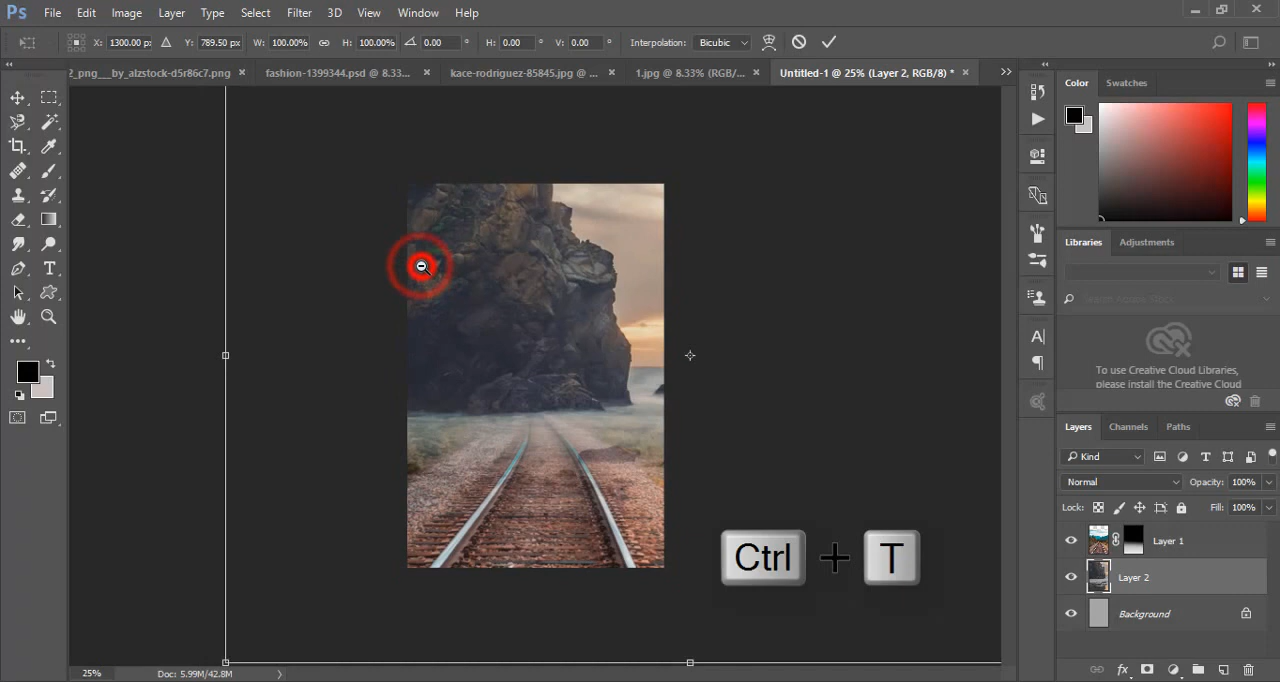 Ps File Edit Image Layer Type Select Filter 3D View Window Help
X: 1300.00 px Y: 789.50 px W: 100.00% H: 100.00% 0.00 ° H: 0.00 ° V: 0.00 ° Interpolation: Bicubic
2_png___by_alzstock-d5r86c7.png × fashion-1399344.psd @ 8.33... × kace-rodriguez-85845.jpg @ ... × 1.jpg @ 8.33% (RGB/... × Untitled-1 @ 25% (Layer 2, RGB/8) * ×
Color Swatches
Libraries Adjustments
Search Adobe Stock
To use Creative Cloud Libraries,
please install the Creative Cloud
Layers Channels Paths
Kind
Normal Opacity: 100%
Lock: Fill: 100%
Layer 1
Layer 2
Background
Ctrl + T
25% Doc: 5.99M/42.8M